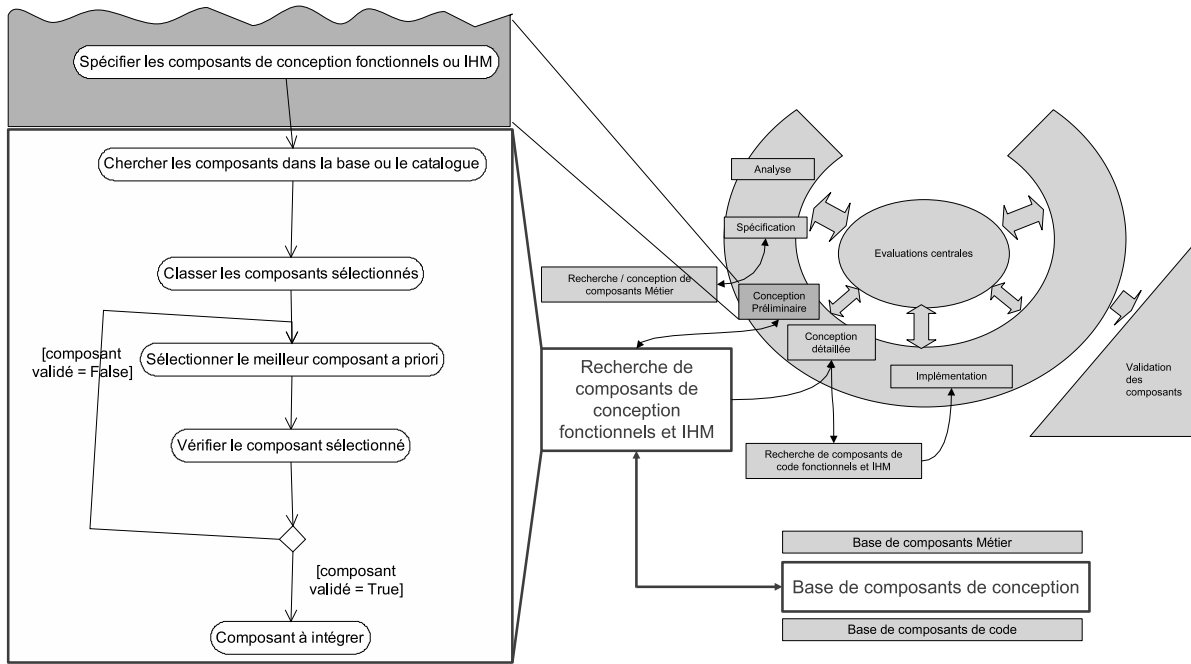 Spécifier les composants de conception fonctionnels ou IHM
Chercher les composants dans la base ou le catalogue
Classer les composants sélectionnés
[composant
validé = False]
Sélectionner le meilleur composant a priori
Vérifier le composant sélectionné
[composant
validé = True]
Composant à intégrer
Analyse
Spécification
Recherche / conception de
composants Métier
Conception
Préliminaire
Conception
détaillée
Evaluations centrales
Implémentation
Validation
des
composants
Recherche de
composants de
conception
fonctionnels et IHM
Recherche de composants de
code fonctionnels et IHM
Base de composants Métier
Base de composants de conception
Base de composants de code